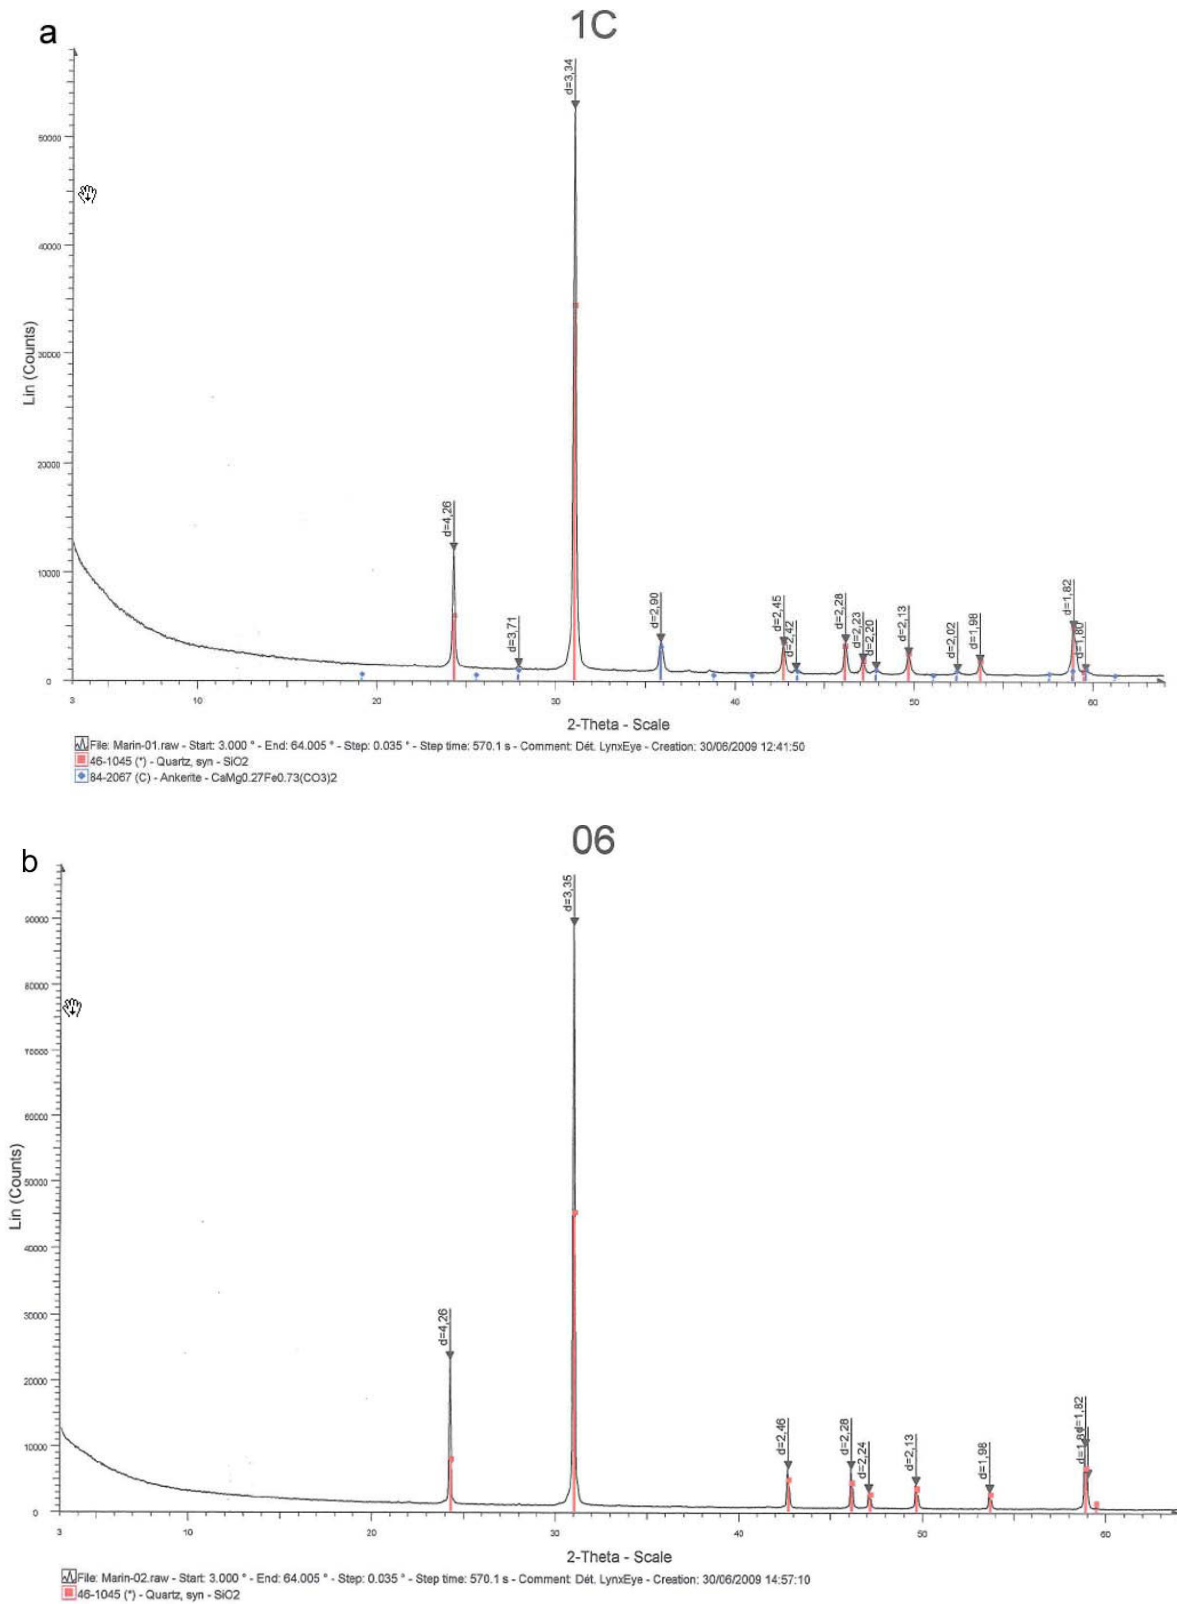 a
1C
d=3,34
50000
40000
30000
20000
10000
0
Lin (Counts)
d=4,26
d=3,71
d=2,90
d=2,45
d=2,42
d=2,28
d=2,23
d=2,20
d=2,13
d=2,02
d=1,98
d=1,82
d=1,80
3 10 20 30 40 50 60
2-Theta - Scale
File: Marin-01.raw - Start: 3.000 ° - End: 64.005 ° - Step: 0.035 ° - Step time: 570.1 s - Comment: Dét. LynxEye - Creation: 30/06/2009 12:41:50
46-1045 (*) - Quartz, syn - SiO2
84-2067 (C) - Ankerite - CaMg0.27Fe0.73(CO3)2
b
06
d=3,35
90000
80000
70000
60000
50000
40000
30000
20000
10000
0
Lin (Counts)
d=4,26
d=2,46
d=2,28
d=2,24
d=2,13
d=1,98
d=1,82
3 10 20 30 40 50 60
2-Theta - Scale
File: Marin-02.raw - Start: 3.000 ° - End: 64.005 ° - Step: 0.035 ° - Step time: 570.1 s - Comment: Dét. LynxEye - Creation: 30/06/2009 14:57:10
46-1045 (*) - Quartz, syn - SiO2